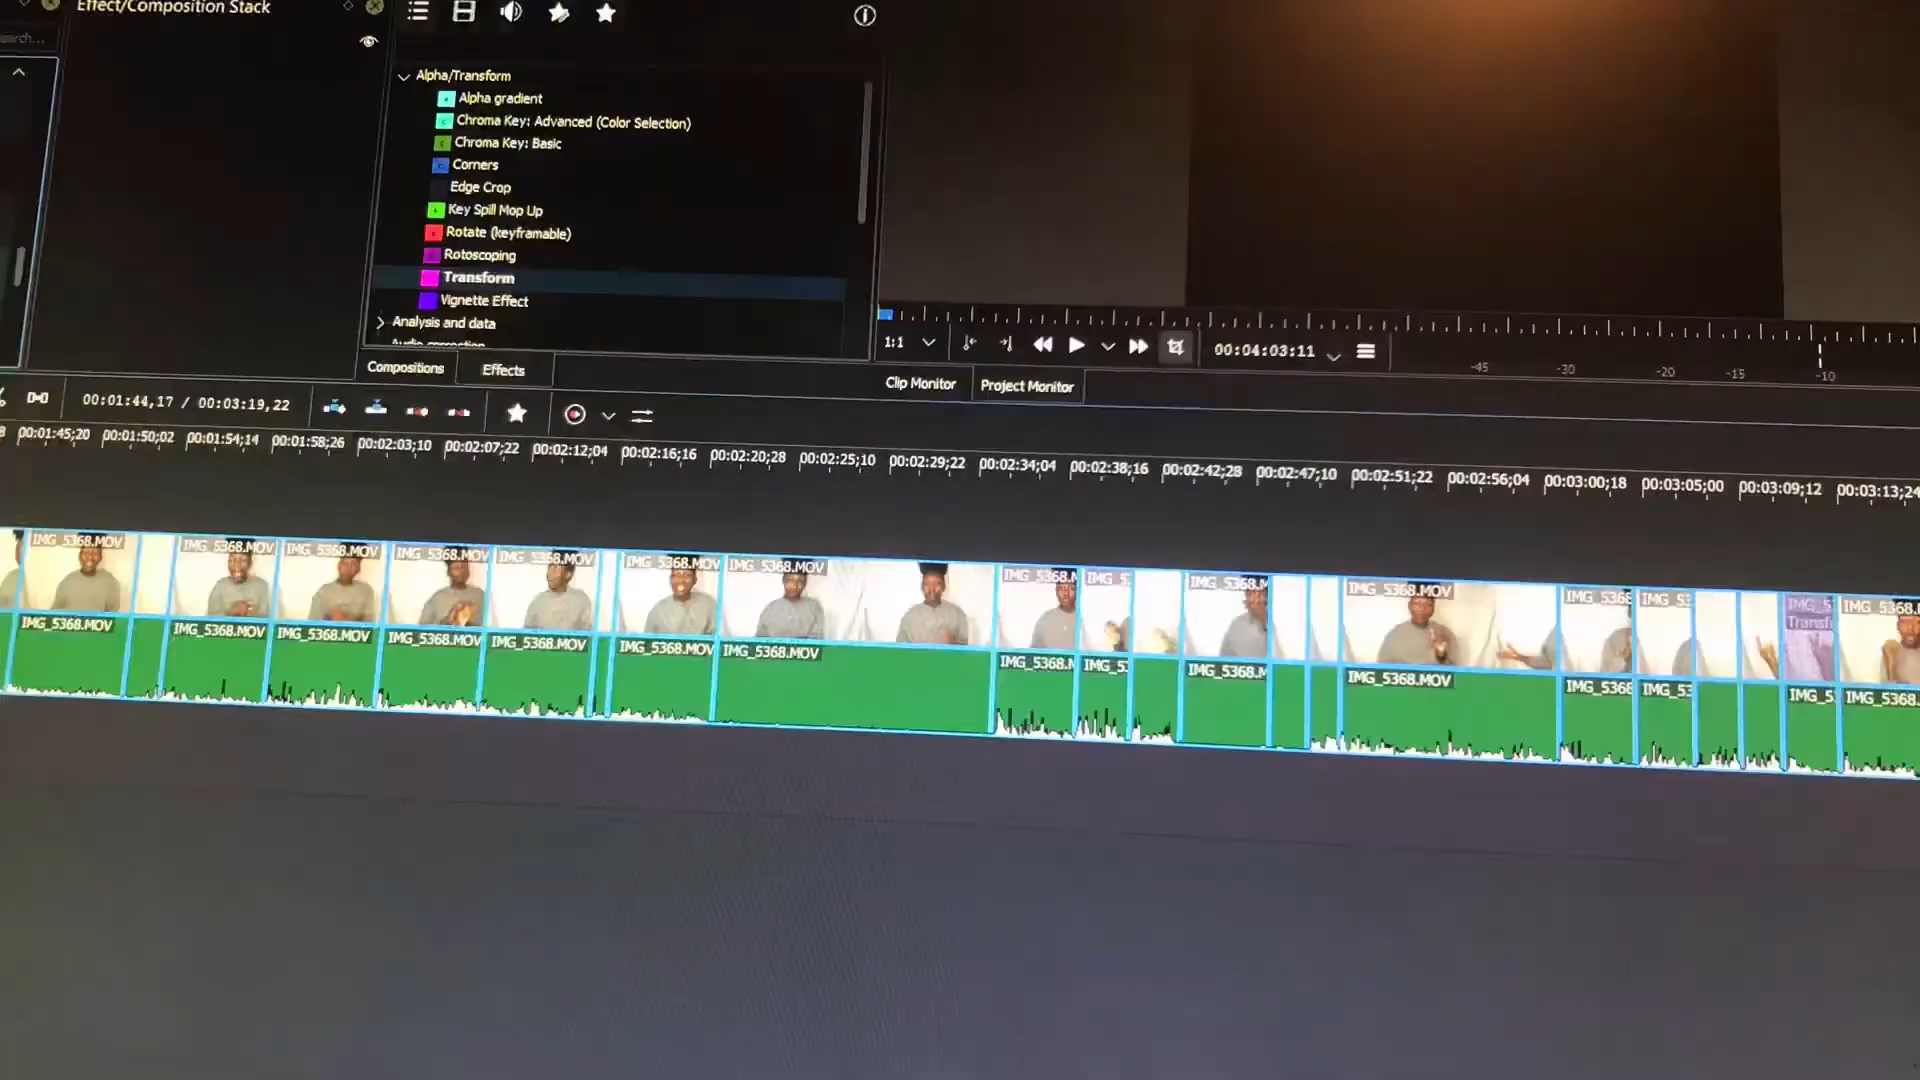 Effect/Composition Stack
Alpha/Transform
Alpha gradient
Chroma Key: Advanced (Color Selection)
Chroma Key: Basic
Corners
Edge Crop
Key Spill Mop Up
Rotate (keyframable)
Rotoscoping
Transform
Vignette Effect
Analysis and data
Audio correction
Compositions Effects
1:1 00:04:03:11
-45 -30 -20 -15 -10
Clip Monitor Project Monitor
00:01:44,17 / 00:03:19,22
00:01:45;20 00:01:50;02 00:01:54;14 00:01:58;26 00:02:03;10 00:02:07;22 00:02:12;04 00:02:16;16 00:02:20;28 00:02:25;10 00:02:29;22 00:02:34;04 00:02:38;16 00:02:42;28 00:02:47;10 00:02:51;22 00:02:56;04 00:03:00;18 00:03:05;00 00:03:09;12 00:03:13;24
IMG_5368.MOV IMG_5368.MOV IMG_5368.MOV IMG_5368.MOV IMG_5368.MOV IMG_5368.MOV IMG_5368.MOV IMG_5368.M IMG_5 IMG_5368.M IMG_5368.MOV IMG_5368 IMG_53 IMG_5 IMG_5368
Transf
IMG_5368.MOV IMG_5368.MOV IMG_5368.MOV IMG_5368.MOV IMG_5368.MOV IMG_5368.MOV IMG_5368.MOV IMG_5368.M IMG_53 IMG_5368.M IMG_5368.MOV IMG_5368 IMG_53 IMG_5 IMG_5368.